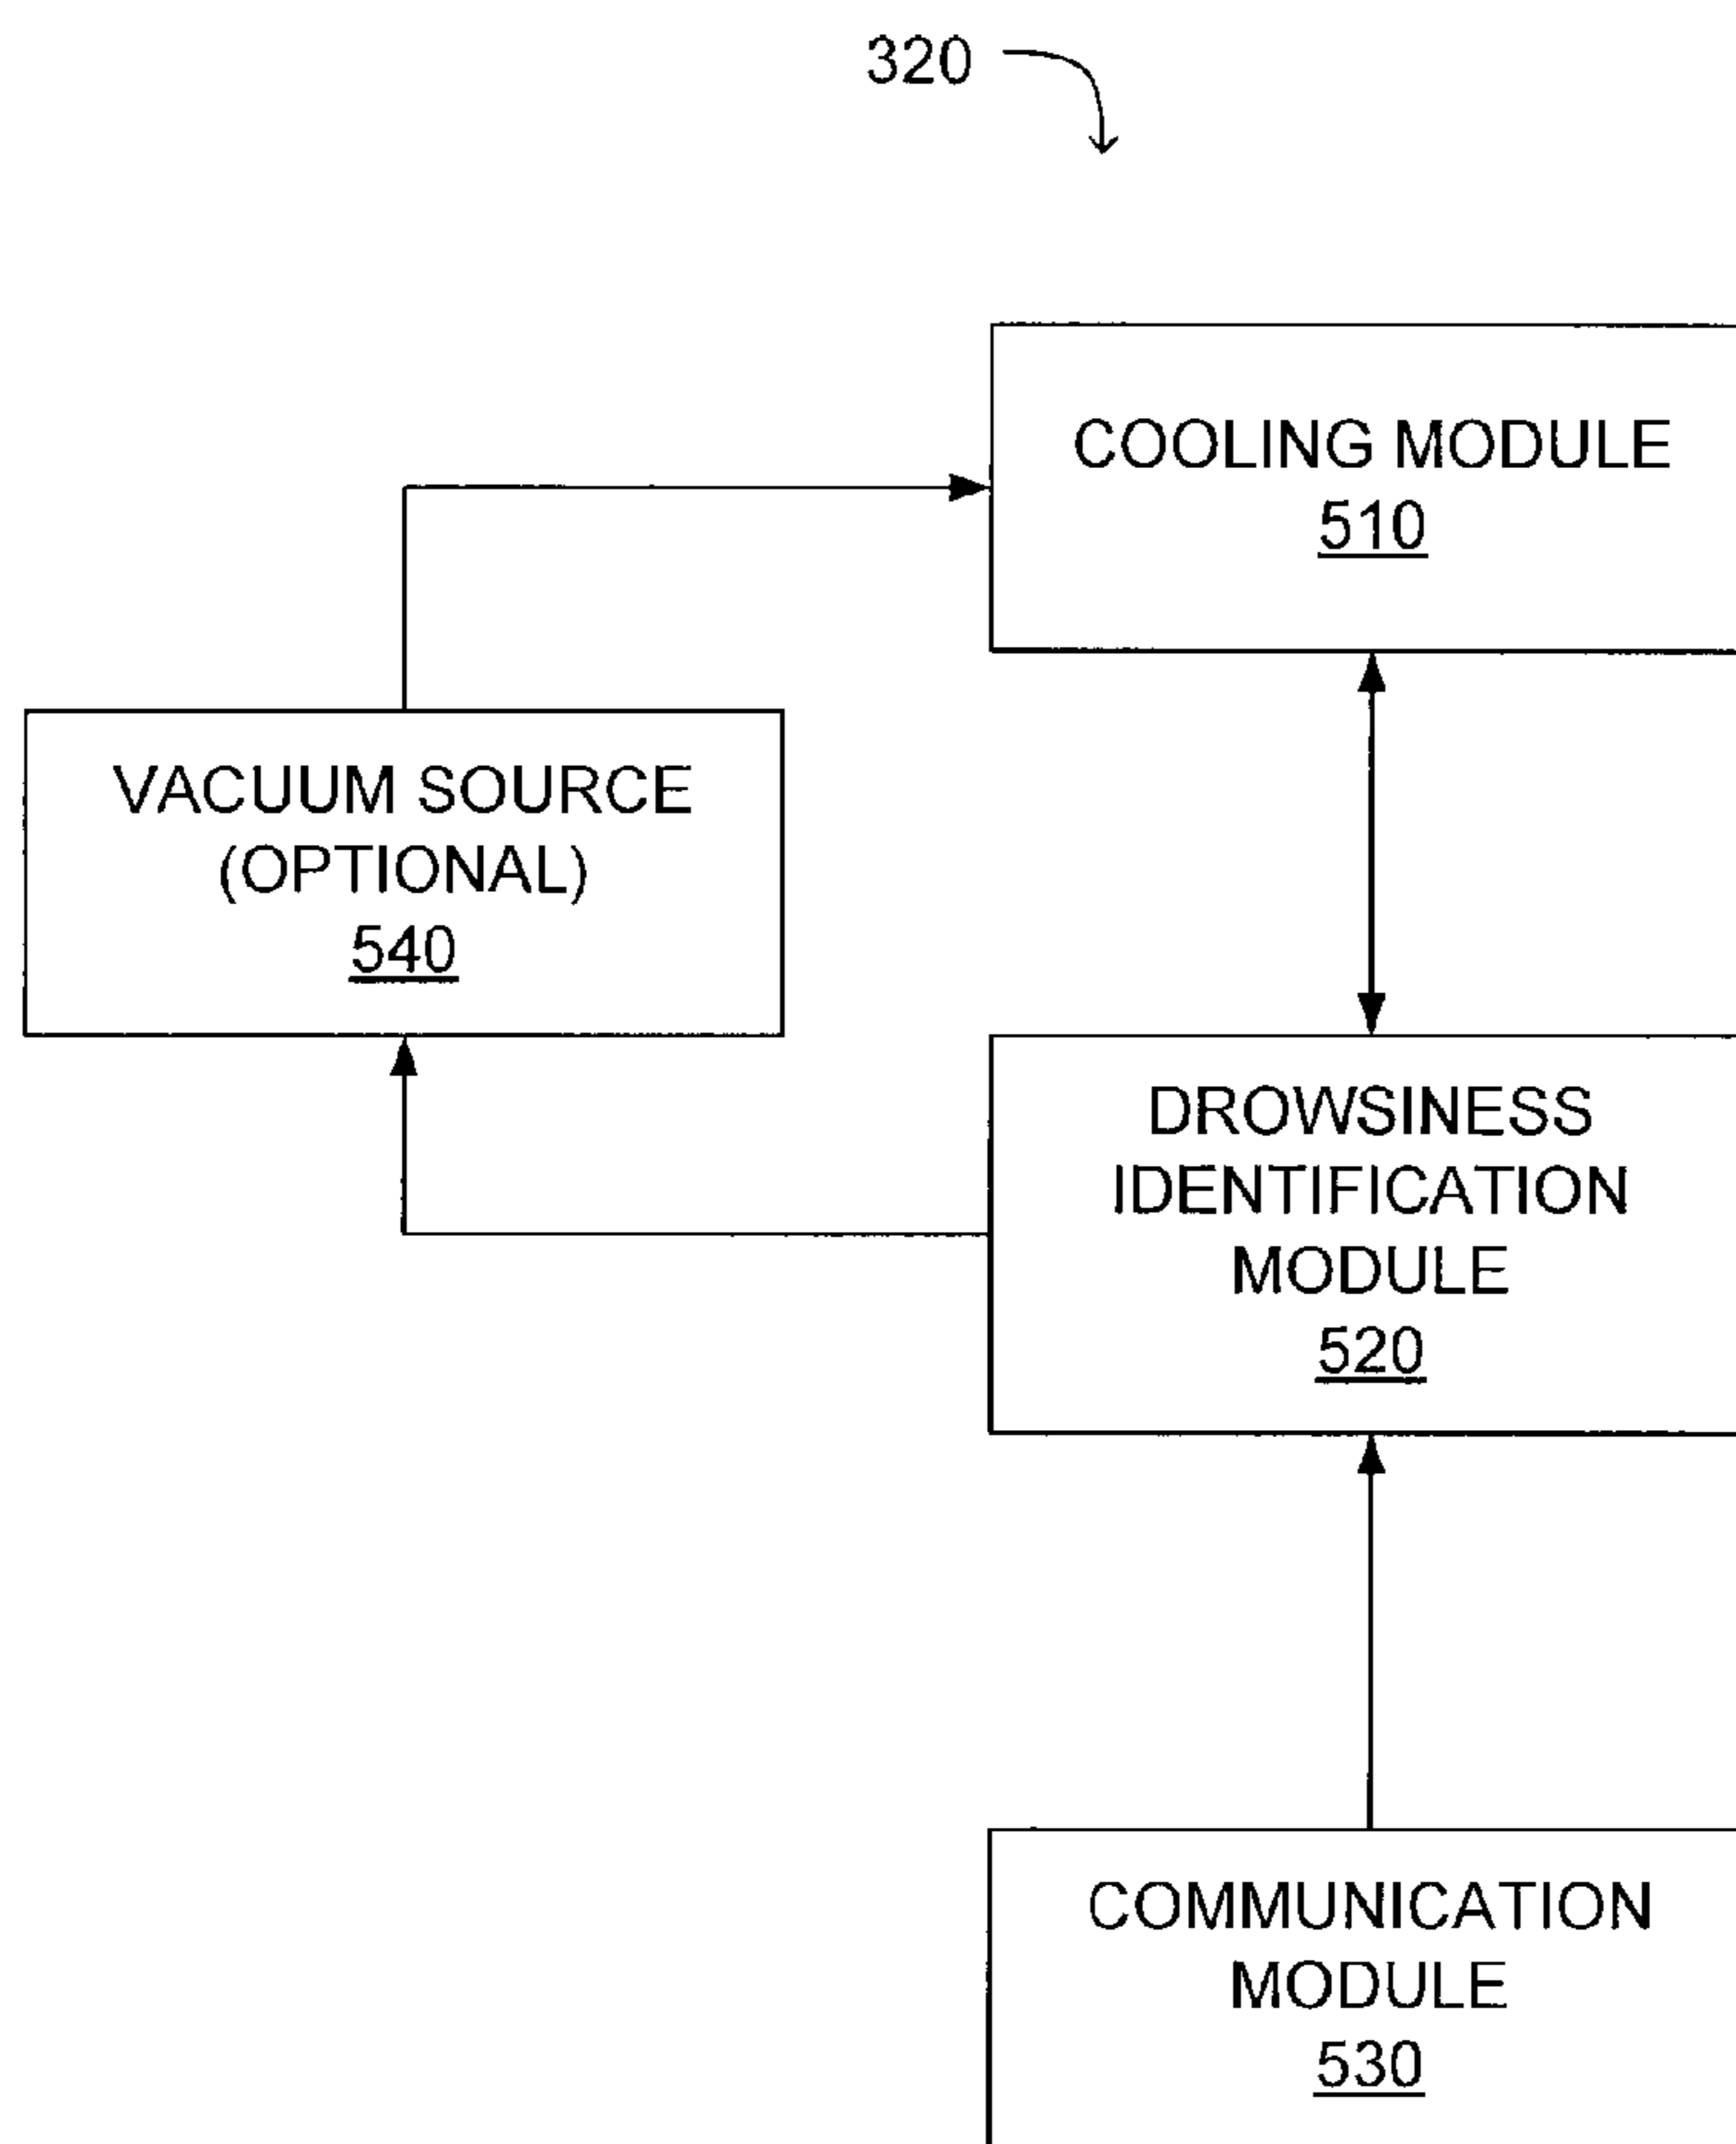 320
COOLING MODULE
510
VACUUM SOURCE
(OPTIONAL)
540
DROWSINESS
IDENTIFICATION
MODULE
520
COMMUNICATION
MODULE
530